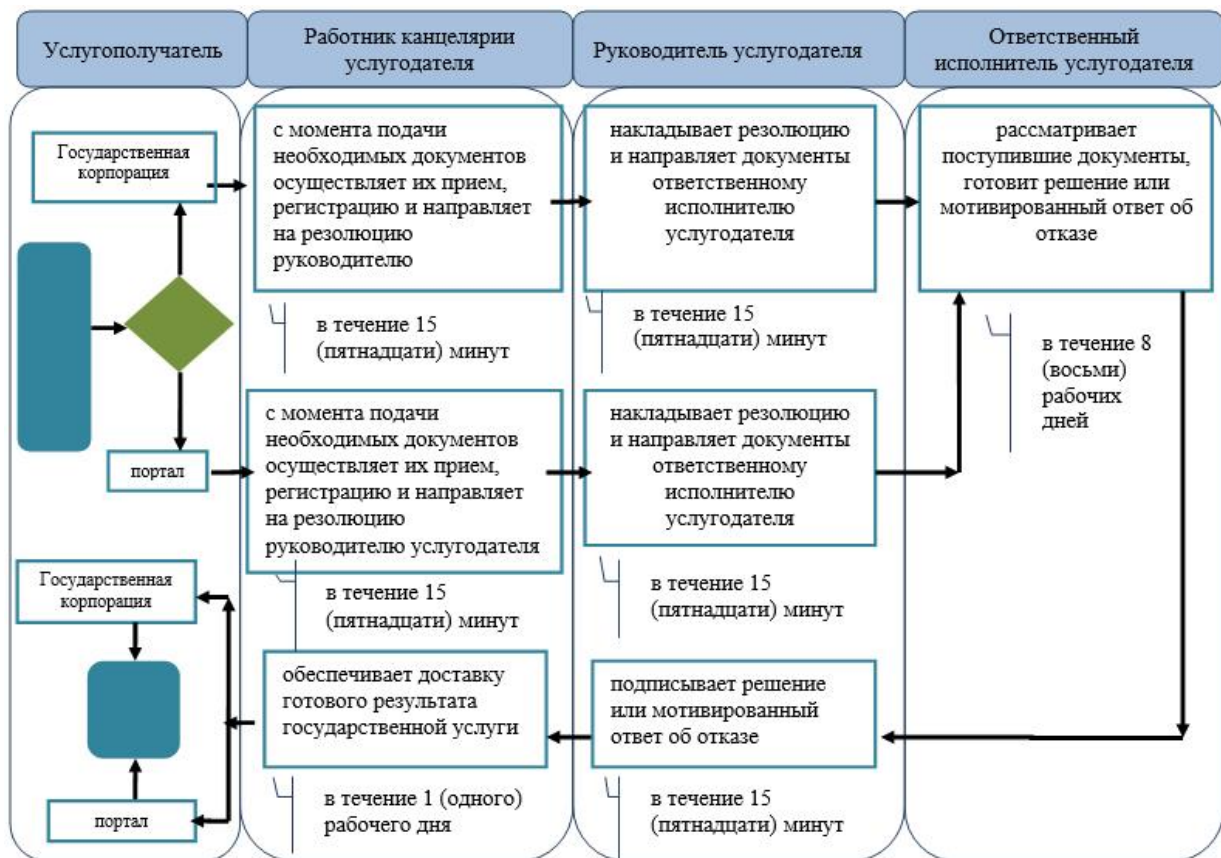 Услугополучатель
Работник канцелярии
услугодателя
Руководитель услугодателя
Ответственный
исполнитель услугодателя
Государственная
корпорация
с момента подачи
необходимых документов
осуществляет их прием,
регистрацию и направляет
на резолюцию
руководителю
накладывает резолюцию
и направляет документы
ответственному
исполнителю
услугодателя
рассматривает
поступившие документы,
готовит решение или
мотивированный ответ об
отказе
в течение 15
(пятнадцати) минут
в течение 15
(пятнадцати) минут
в течение 8
(восьми)
рабочих
дней
портал
с момента подачи
необходимых документов
осуществляет их прием,
регистрацию и направляет
на резолюцию
руководителю услугодателя
накладывает резолюцию
и направляет документы
ответственному
исполнителю
услугодателя
в течение 15
(пятнадцати) минут
в течение 15
(пятнадцати) минут
Государственная
корпорация
обеспечивает доставку
готового результата
государственной услуги
подписывает решение
или мотивированный
ответ об отказе
портал
в течение 1 (одного)
рабочего дня
в течение 15
(пятнадцати) минут